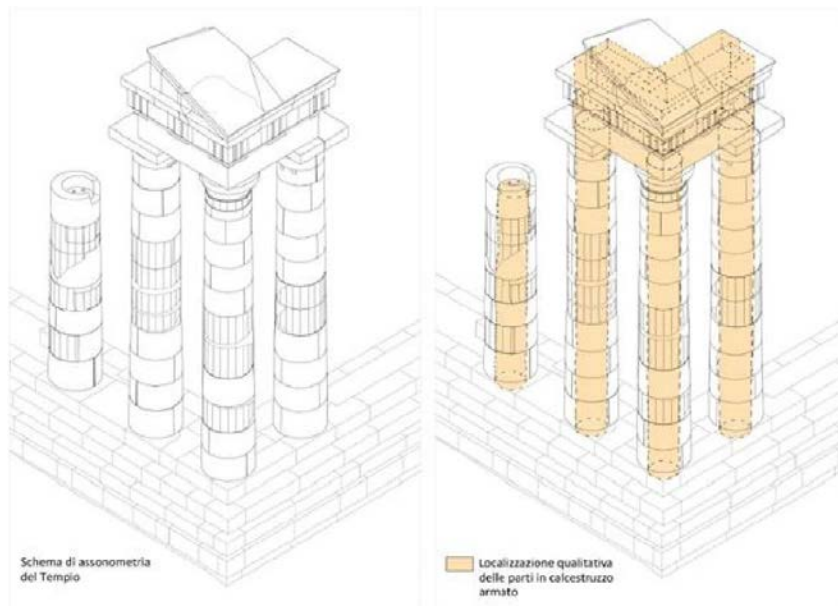 Schema di assonometria
del Tempio
Localizzazione qualitativa
delle parti in calcestruzzo
armato